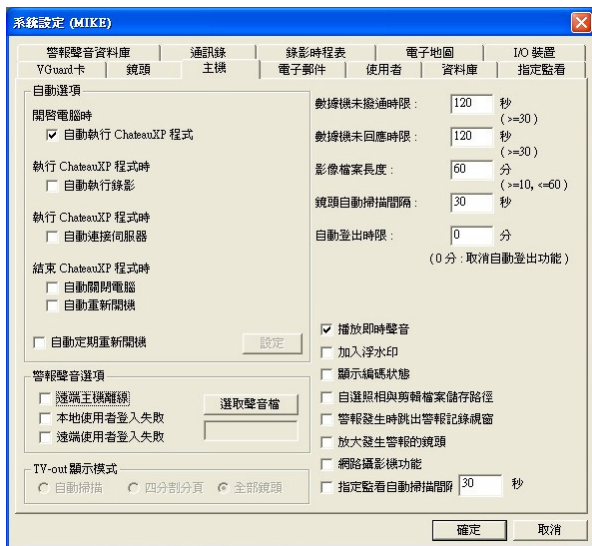 系統設定 (MIKE)
警報聲音資料庫 通訊錄 錄影時程表 電子地圖 I/O 裝置
VGuard卡 鏡頭 主機 電子郵件 使用者 資料庫 指定監看
自動選項
開啓電腦時
自動執行 ChateauXP 程式
執行 ChateauXP 程式時
自動執行錄影
執行 ChateauXP 程式時
自動連接伺服器
結束 ChateauXP 程式時
自動關閉電腦
自動重新開機
自動定期重新開機 設定
警報聲音選項
遠端主機離線
本地使用者登入失敗
遠端使用者登入失敗
選取聲音檔
TV-out 顯示模式
自動掃描 四分割分頁 全部鏡頭
數據機未撥通時限 : 120 秒
( >=30 )
數據機未回應時限 : 120 秒
( >=30 )
影像檔案長度 : 60 分
( >=10, <=60 )
鏡頭自動掃描間隔 : 30 秒
自動登出時限 : 0 分
( 0 分 : 取消自動登出功能 )
播放即時聲音
加入浮水印
顯示編碼狀態
自選照相與剪輯檔案儲存路徑
警報發生時跳出警報記錄視窗
放大發生警報的鏡頭
網路攝影機功能
指定監看自動掃描間隔 30 秒
確定 取消